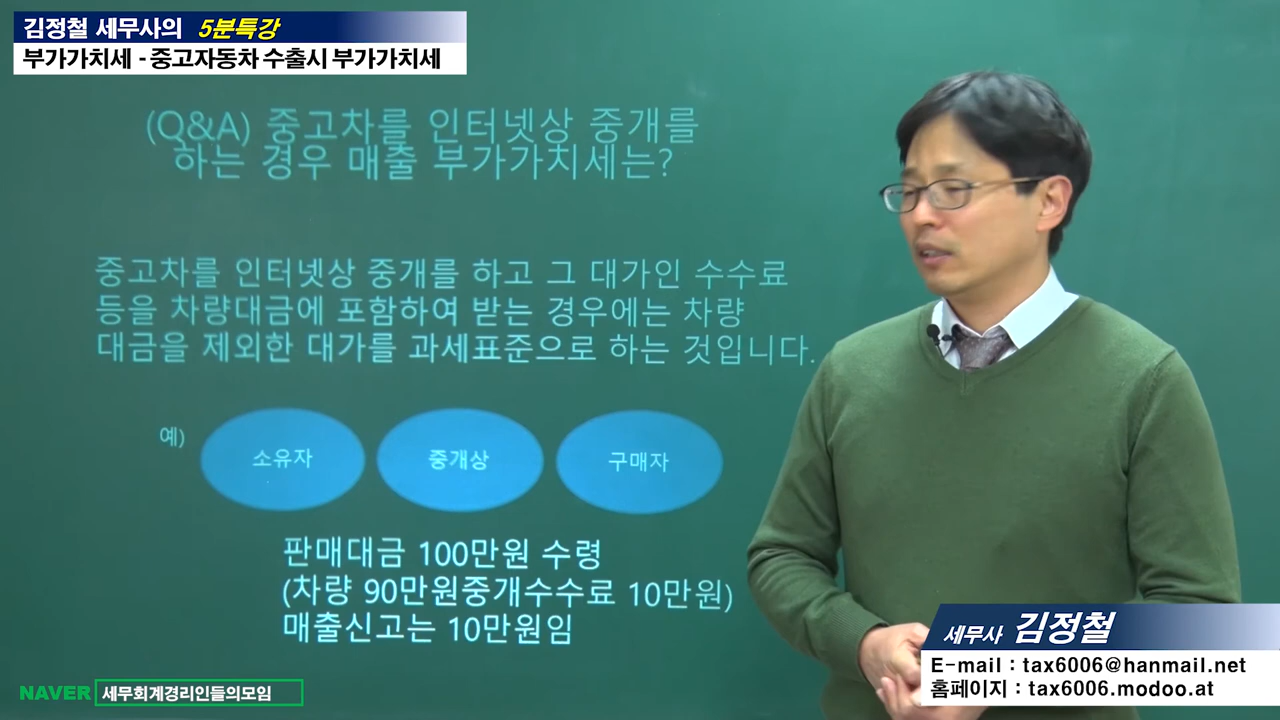 김정철 세무사의 5분특강
부가가치세 - 중고자동차 수출시 부가가치세
(Q&A) 중고차를 인터넷상 중개를
하는 경우 매출 부가가치세는?
중고차를 인터넷상 중개를 하고 그 대가인 수수료
등을 차량대금에 포함하여 받는 경우에는 차량
대금을 제외한 대가를 과세표준으로 하는 것입니다.
예)
소유자
중개상
구매자
판매대금 100만원 수령
(차량 90만원중개수수료 10만원)
매출신고는 10만원임
세무사 김정철
E-mail : tax6006@hanmail.net
홈페이지 : tax6006.modoo.at
NAVER 세무회계경리인들의모임